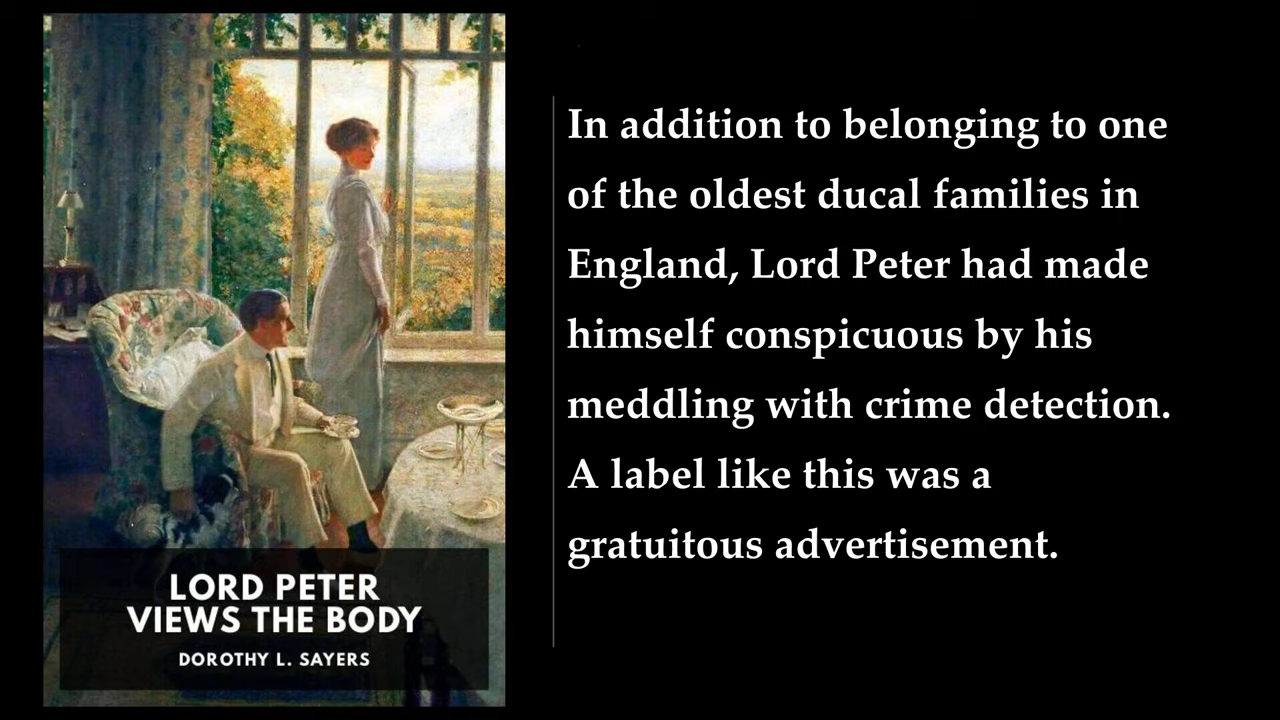 In addition to belonging to one
of the oldest ducal families in
England, Lord Peter had made
himself conspicuous by his
meddling with crime detection.
A label like this was a
gratuitous advertisement.
LORD PETER
VIEWS THE BODY
DOROTHY L. SAYERS